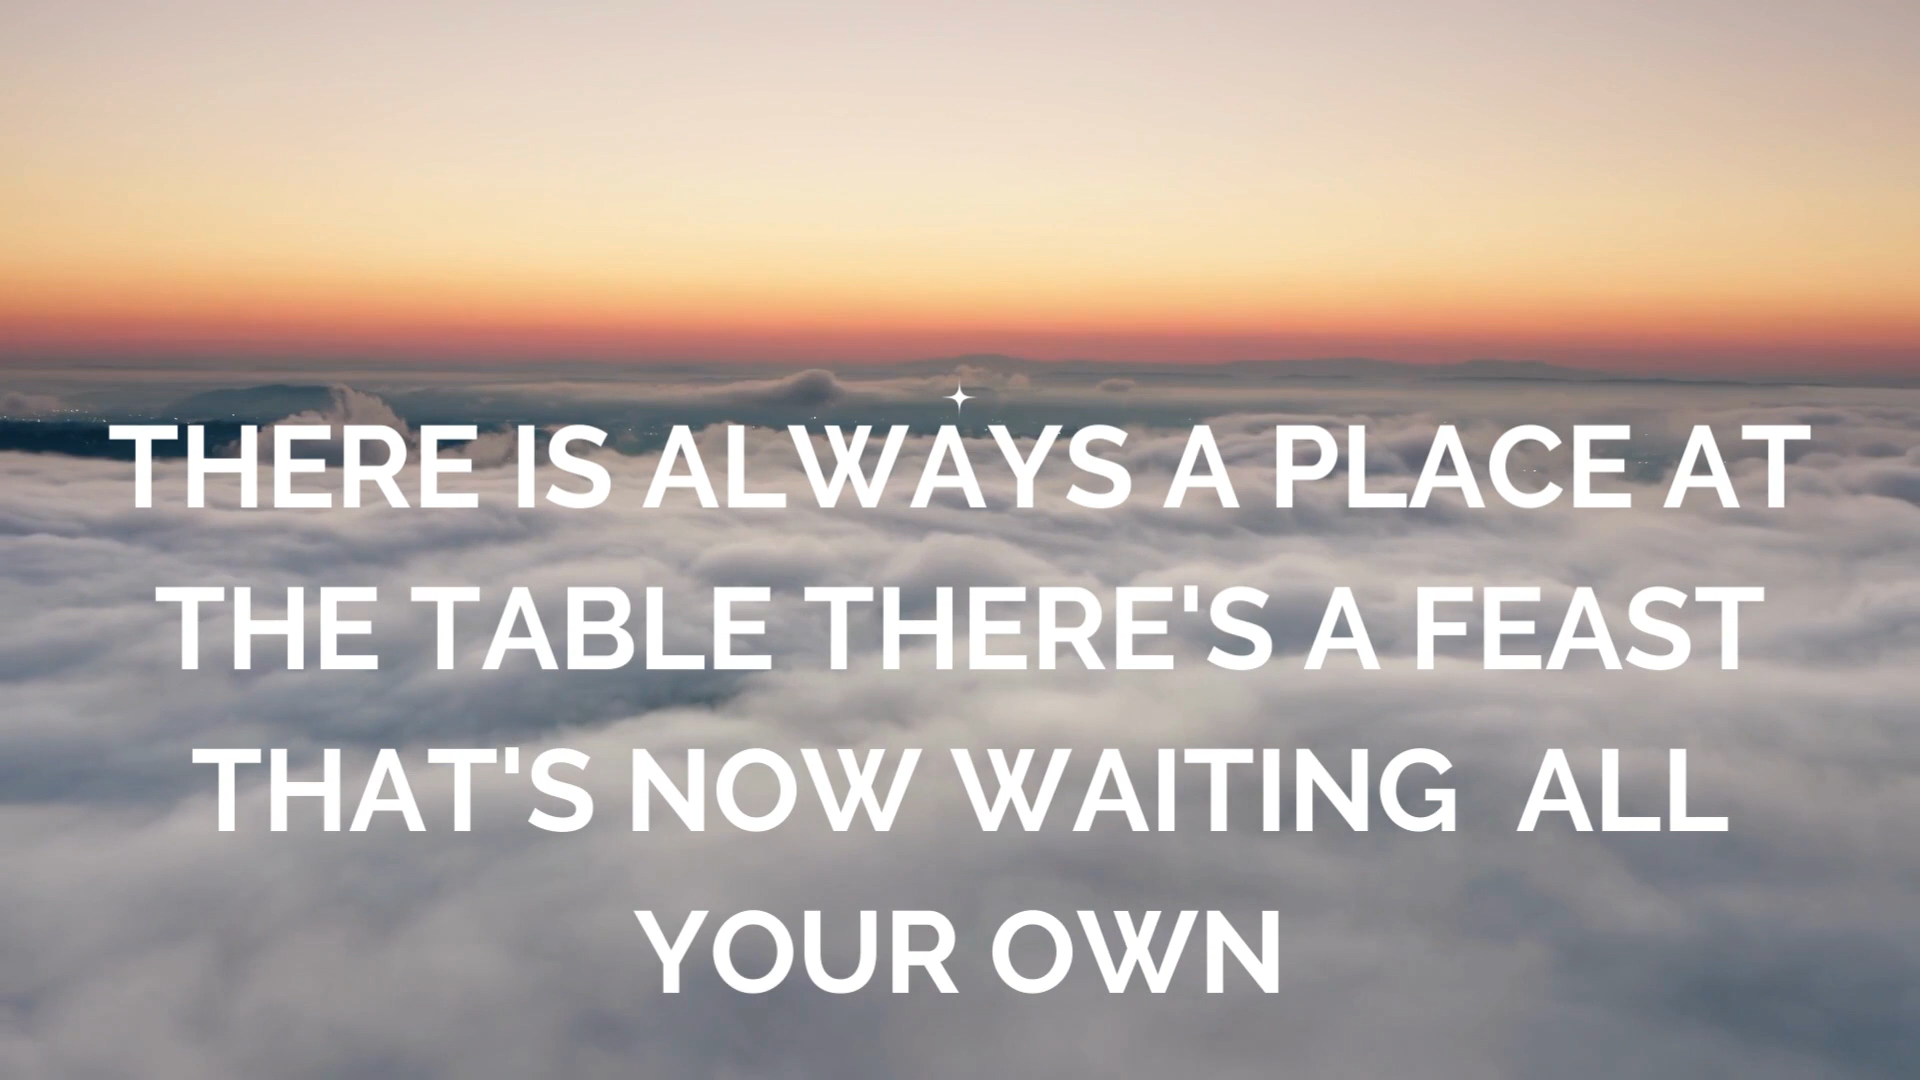 THERE IS ALWAYS A PLACE AT
THE TABLE THERE'S A FEAST
THAT'S NOW WAITING  ALL
YOUR OWN